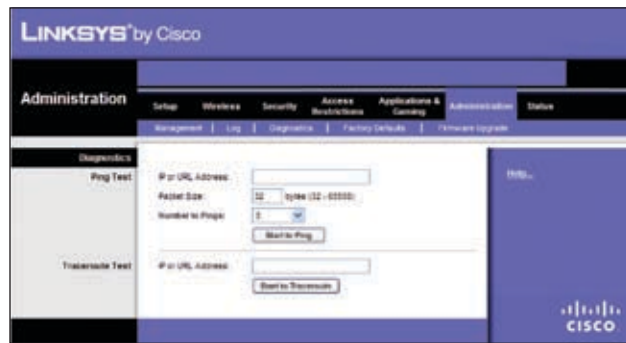 LINKSYS® by Cisco
Administration
Setup Wireless Security Access Restrictions Applications & Gaming Administration Status
Management | Log | Diagnostics | Factory Defaults | Firmware Upgrade
Diagnostics
Ping Test
IP or URL Address:
Packet Size: 32 bytes (32 - 65500)
Number to Pings: 5
Start to Ping
Traceroute Test
IP or URL Address:
Start to Traceroute
Help...
CISCO